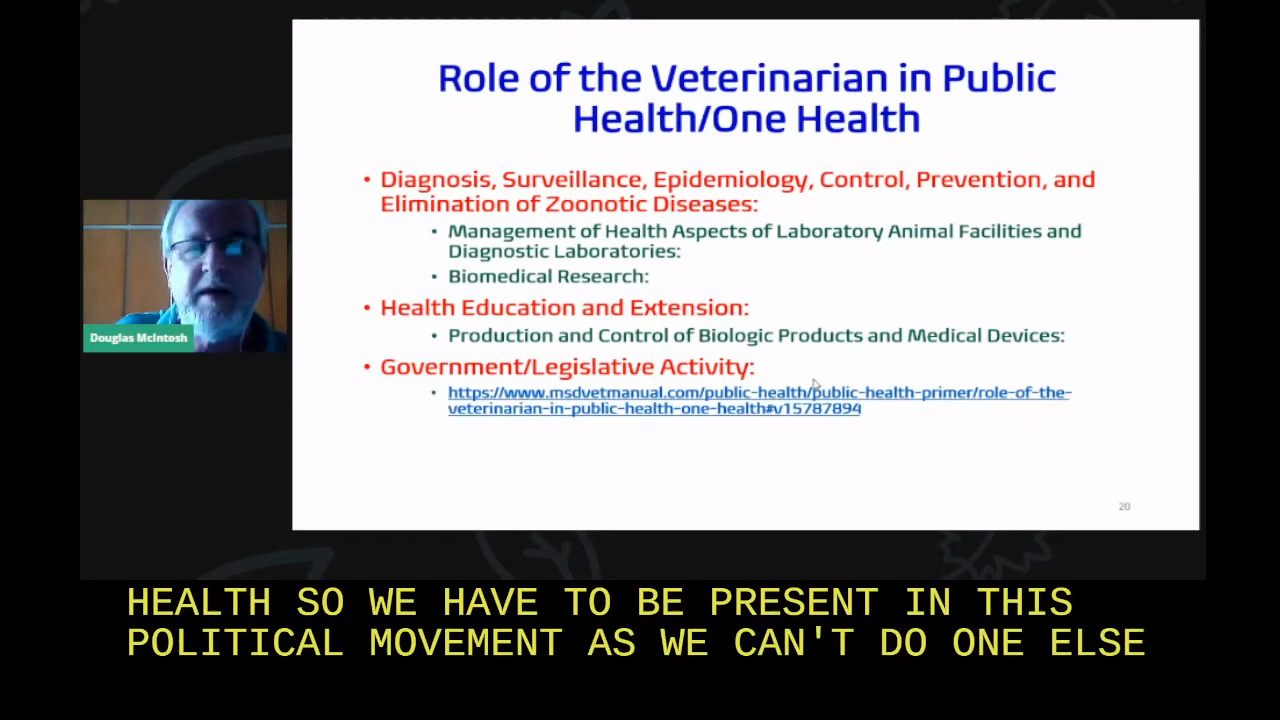 Role of the Veterinarian in Public
Health/One Health
• Diagnosis, Surveillance, Epidemiology, Control, Prevention, and
Elimination of Zoonotic Diseases:
• Management of Health Aspects of Laboratory Animal Facilities and
Diagnostic Laboratories:
• Biomedical Research:
• Health Education and Extension:
• Production and Control of Biologic Products and Medical Devices:
• Government/Legislative Activity:
• https://www.msdvetmanual.com/public-health/public-health-primer/role-of-the-
veterinarian-in-public-health-one-health#v15787894
20
Douglas McIntosh
HEALTH SO WE HAVE TO BE PRESENT IN THIS
POLITICAL MOVEMENT AS WE CAN'T DO ONE ELSE